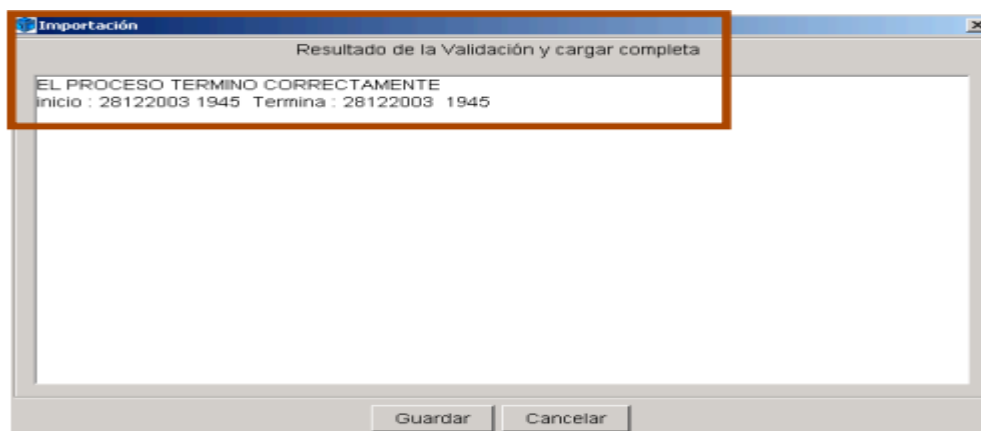 Importación
Resultado de la Validación y cargar completa
EL PROCESO TERMINO CORRECTAMENTE
inicio : 28122003 1945 Termina : 28122003 1945
Guardar Cancelar